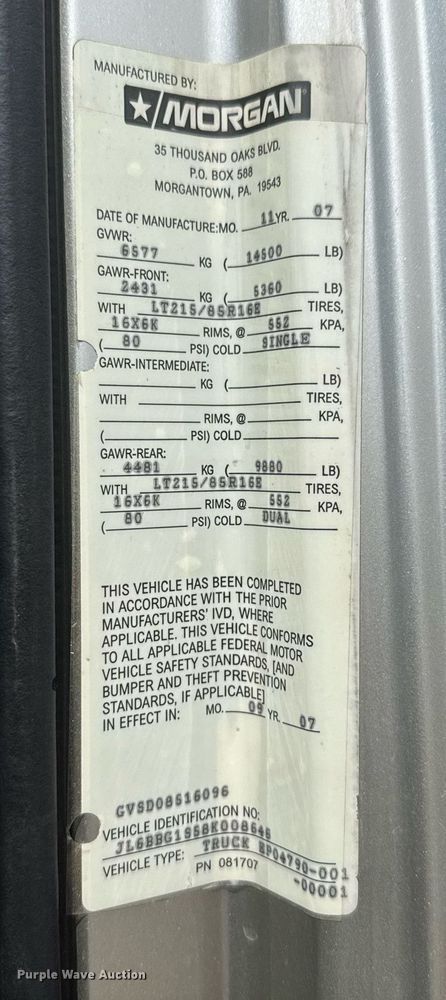 MANUFACTURED BY:
MORGAN
35 THOUSAND OAKS BLVD.
P.O. BOX 588
MORGANTOWN, PA. 19543
DATE OF MANUFACTURE:MO. 11 YR. 07
GVWR:
6577 KG ( 14500 LB)
GAWR-FRONT:
2431 KG ( 5360 LB)
WITH LT215/85R16E TIRES,
16X6K RIMS, @ 552 KPA,
( 80 PSI) COLD SINGLE
GAWR-INTERMEDIATE:
KG ( LB)
WITH TIRES,
RIMS, @ KPA,
( PSI) COLD
GAWR-REAR:
4481 KG ( 9880 LB)
WITH LT215/85R16E TIRES,
16X6K RIMS, @ 552 KPA,
( 80 PSI) COLD DUAL
THIS VEHICLE HAS BEEN COMPLETED
IN ACCORDANCE WITH THE PRIOR
MANUFACTURERS' IVD, WHERE
APPLICABLE. THIS VEHICLE CONFORMS
TO ALL APPLICABLE FEDERAL MOTOR
VEHICLE SAFETY STANDARDS, [AND
BUMPER AND THEFT PREVENTION
STANDARDS, IF APPLICABLE]
IN EFFECT IN: MO. 09 YR. 07
GVSD08516096
VEHICLE IDENTIFICATION NO:
JL6BBG1S58K008645
VEHICLE TYPE: TRUCK EP04790-001
PN 081707 -00001
Purple Wave Auction